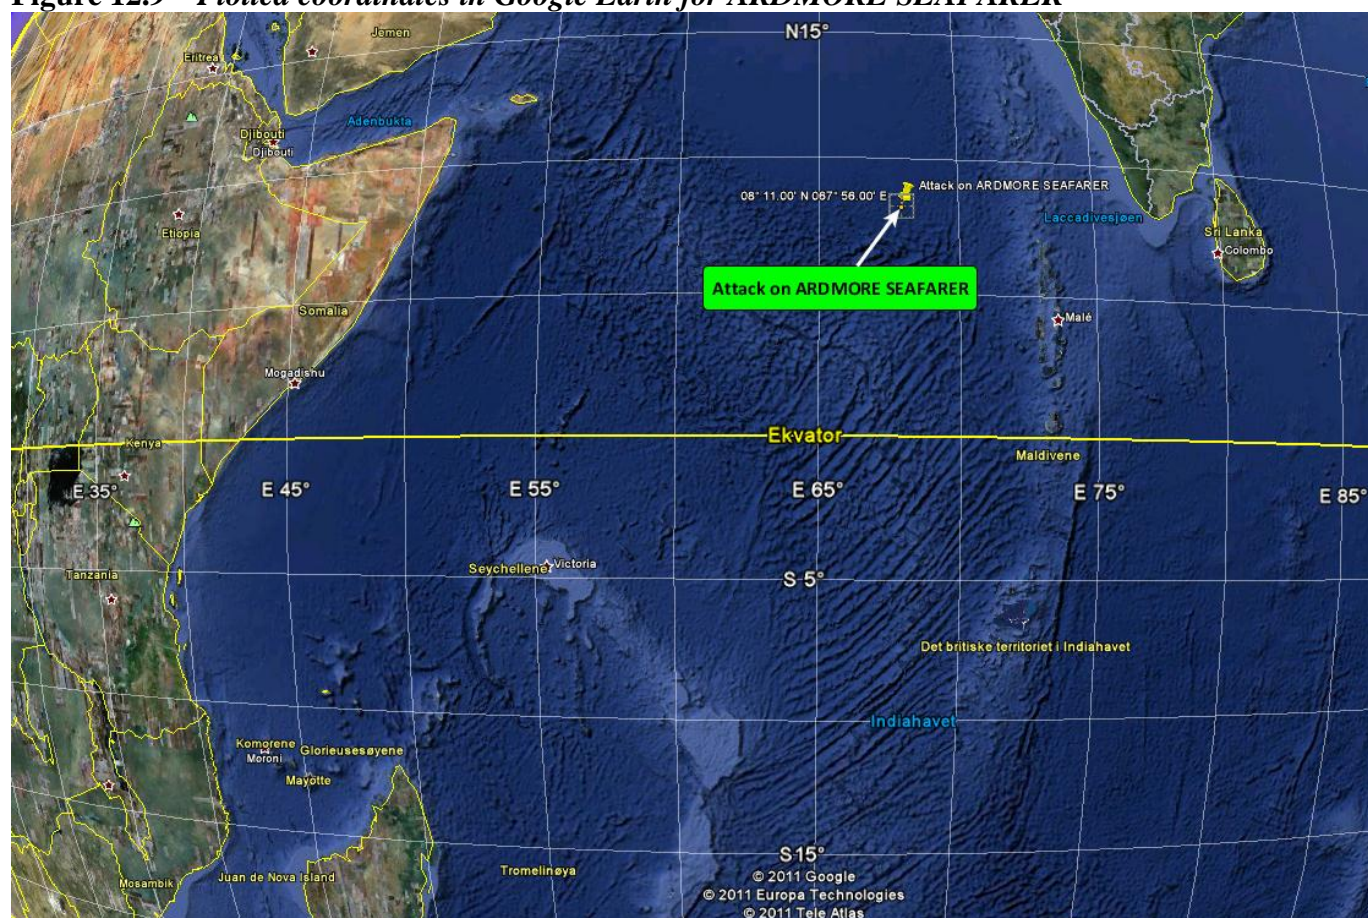 Figure 12.9 Plotted coordinates in Google Earth for ARDMORE SEAFARER
Jemen
N15°
Eritrea
Adenbukta
Djibouti
Djibouti
Attack on ARDMORE SEAFARER
08° 11.00' N 067° 56.00' E
Laccadivesjøen
Etiopia
Sri Lanka
Colombo
Attack on ARDMORE SEAFARER
Somalia
Malé
Mogadishu
Kenya
Ekvator
Maldivene
E 35°
E 45°
E 55°
E 65°
E 75°
E 85°
Seychellene
Victoria
Tanzania
S 5°
Det britiske territoriet i Indiahavet
Indiahavet
Komorene
Glorieusesøyene
Moroni
Mayotte
S 15°
Tromelinøya
Juan de Nova Island
Mosambik
© 2011 Google
© 2011 Europa Technologies
© 2011 Tele Atlas